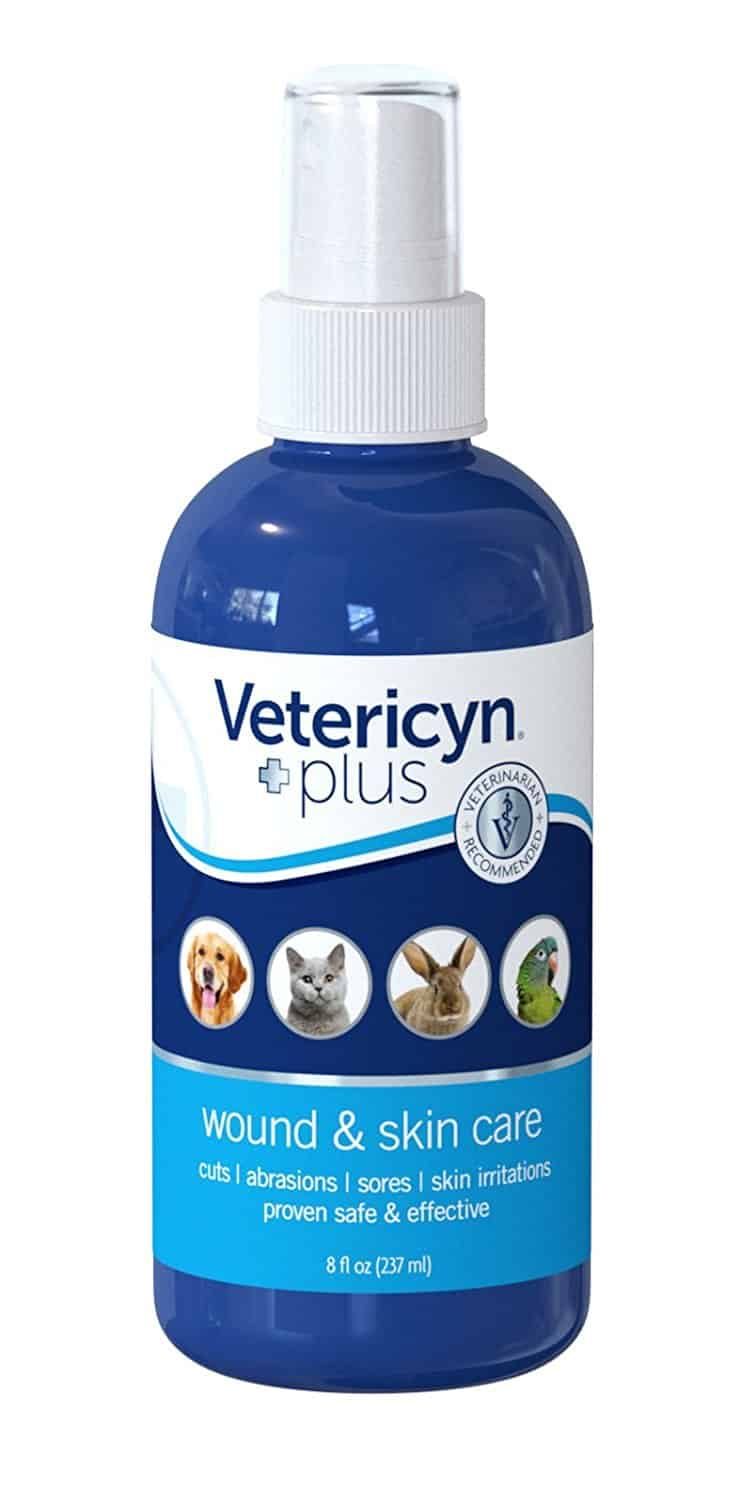 Vetericyn®
plus
VETERINARIAN
RECOMMENDED
V
wound & skin care
cuts | abrasions | sores | skin irritations
proven safe & effective
8 fl oz (237 ml)